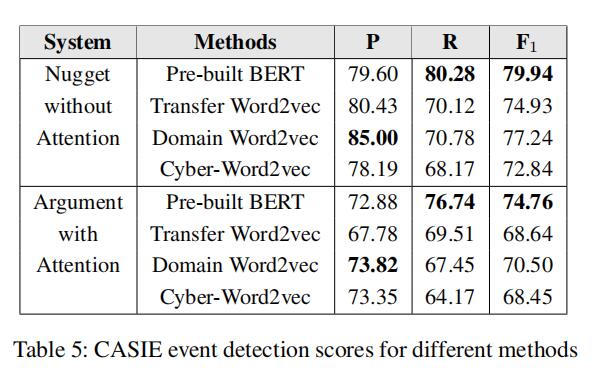 System Methods P R F₁
Nugget Pre-built BERT 79.60 80.28 79.94
without Transfer Word2vec 80.43 70.12 74.93
Attention Domain Word2vec 85.00 70.78 77.24
Cyber-Word2vec 78.19 68.17 72.84
Argument Pre-built BERT 72.88 76.74 74.76
with Transfer Word2vec 67.78 69.51 68.64
Attention Domain Word2vec 73.82 67.45 70.50
Cyber-Word2vec 73.35 64.17 68.45
Table 5: CASIE event detection scores for different methods